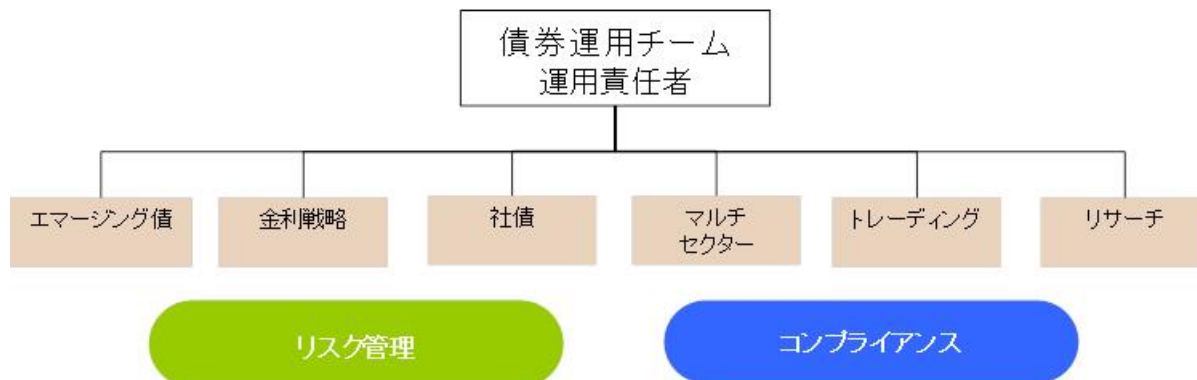 債券運用チーム
運用責任者
エマージング債
金利戦略
社債
マルチ
セクター
トレーディング
リサーチ
リスク管理
コンプライアンス